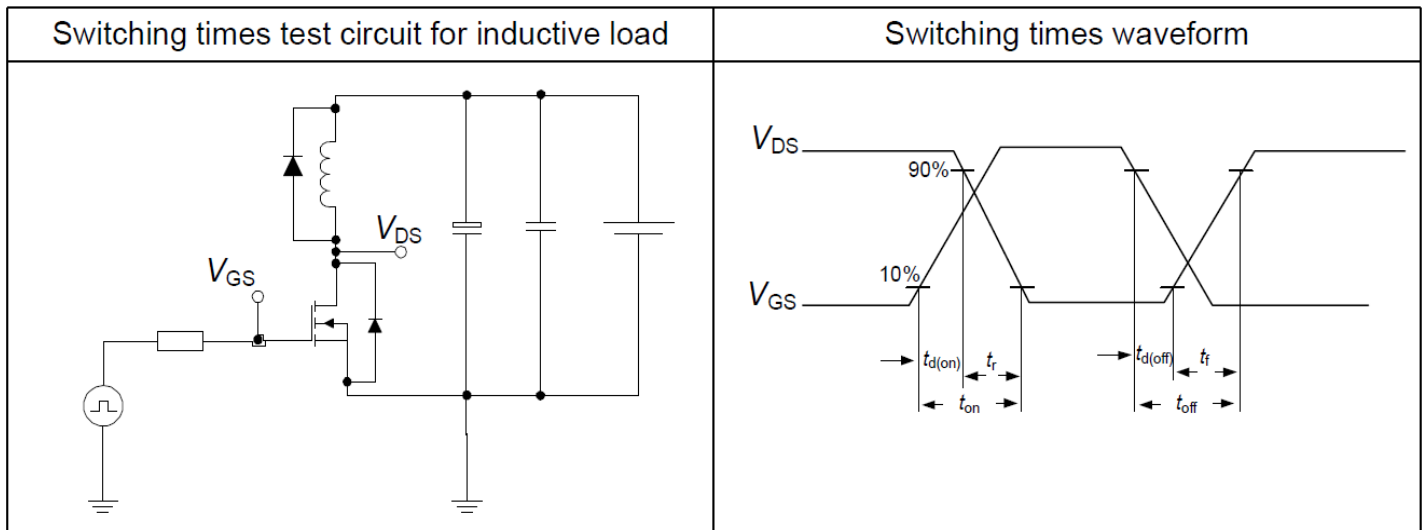 Switching times test circuit for inductive load
Switching times waveform
VDS
VGS
VDS
90%
10%
VGS
td(on)
tr
td(off)
tf
ton
toff